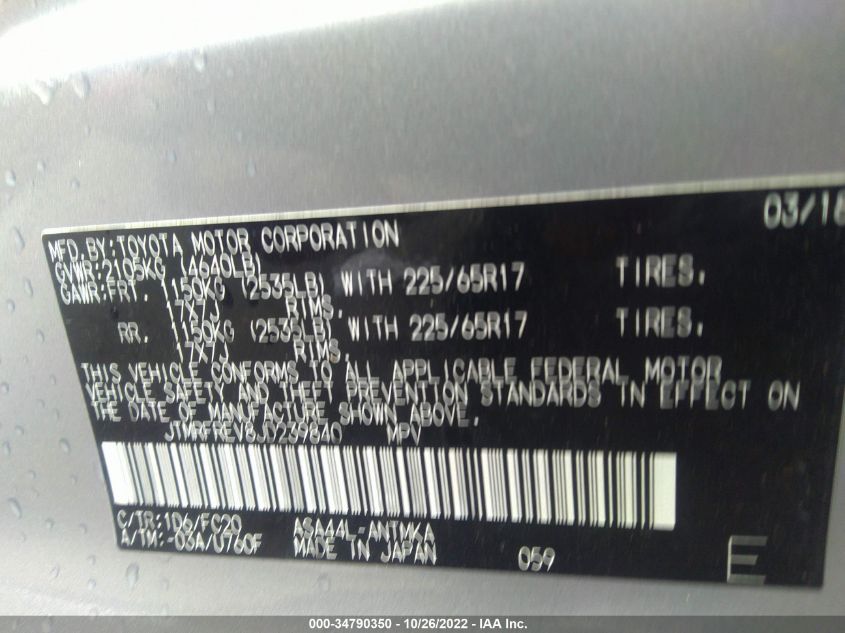 03/18
MFD. BY: TOYOTA MOTOR CORPORATION
GVWR: 2105KG (4640LB)
GAWR: FRT. 1150KG (2535LB) WITH 225/65R17 TIRES,
17X7J RIMS,
RR. 1150KG (2535LB) WITH 225/65R17 TIRES,
17X7J RIMS,
THIS VEHICLE CONFORMS TO ALL APPLICABLE FEDERAL MOTOR
VEHICLE SAFETY AND THEFT PREVENTION STANDARDS IN EFFECT ON
THE DATE OF MANUFACTURE SHOWN ABOVE.
JTMRFREV8JD239840 MPV
C/TR: 1D6/FC20 ASA44L-ANTMKA
A/TM: -03A/U760F MADE IN JAPAN 059 E
000-34790350 - 10/26/2022 - IAA Inc.